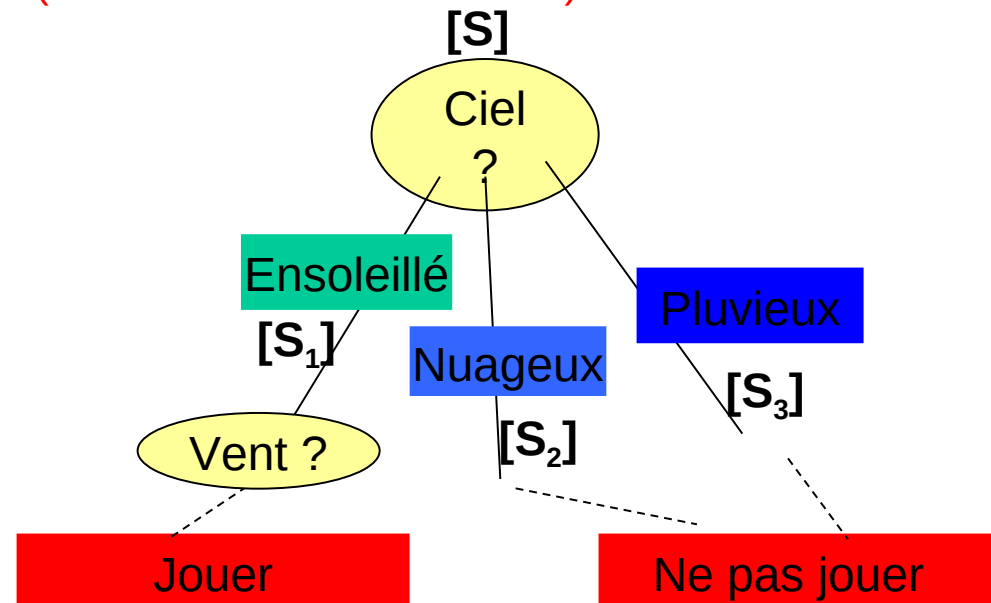 [S]
Ciel
?
Ensoleillé
Pluvieux
[S1]
Nuageux
[S3]
[S2]
Vent ?
Jouer
Ne pas jouer